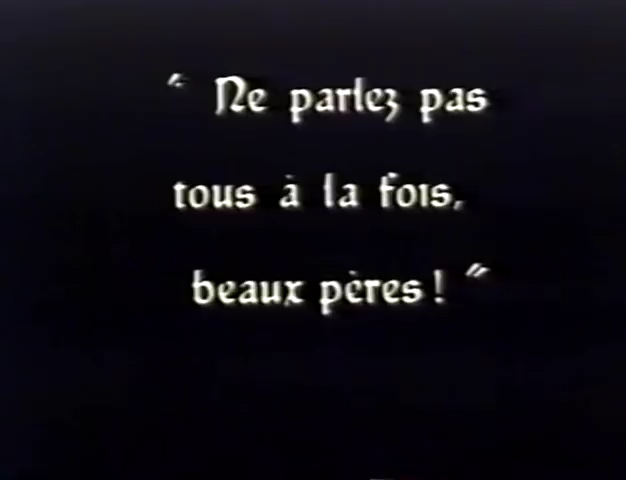 " Ne parlez pas
tous à la fois,
beaux pères ! "